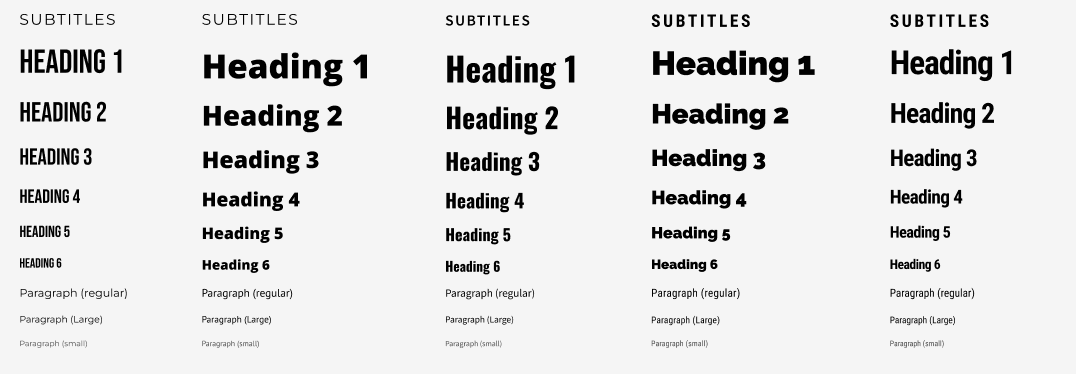 SUBTITLES
HEADING 1
HEADING 2
HEADING 3
HEADING 4
HEADING 5
HEADING 6
Paragraph (regular)
Paragraph (Large)
Paragraph (small)
SUBTITLES
Heading 1
Heading 2
Heading 3
Heading 4
Heading 5
Heading 6
Paragraph (regular)
Paragraph (Large)
Paragraph (small)
SUBTITLES
Heading 1
Heading 2
Heading 3
Heading 4
Heading 5
Heading 6
Paragraph (regular)
Paragraph (Large)
Paragraph (small)
SUBTITLES
Heading 1
Heading 2
Heading 3
Heading 4
Heading 5
Heading 6
Paragraph (regular)
Paragraph (Large)
Paragraph (small)
SUBTITLES
Heading 1
Heading 2
Heading 3
Heading 4
Heading 5
Heading 6
Paragraph (regular)
Paragraph (Large)
Paragraph (small)